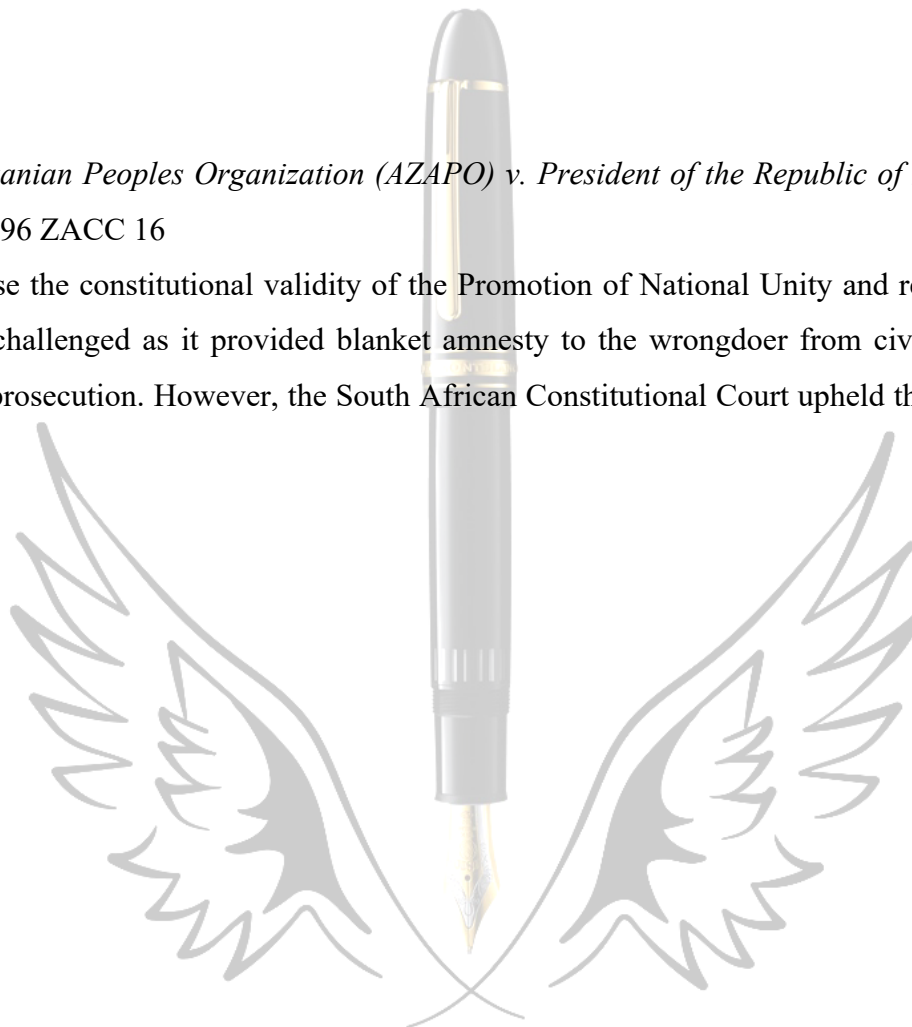 anian Peoples Organization (AZAPO) v. President of the Republic of
96 ZACC 16
se the constitutional validity of the Promotion of National Unity and r
challenged as it provided blanket amnesty to the wrongdoer from civ
prosecution. However, the South African Constitutional Court upheld th